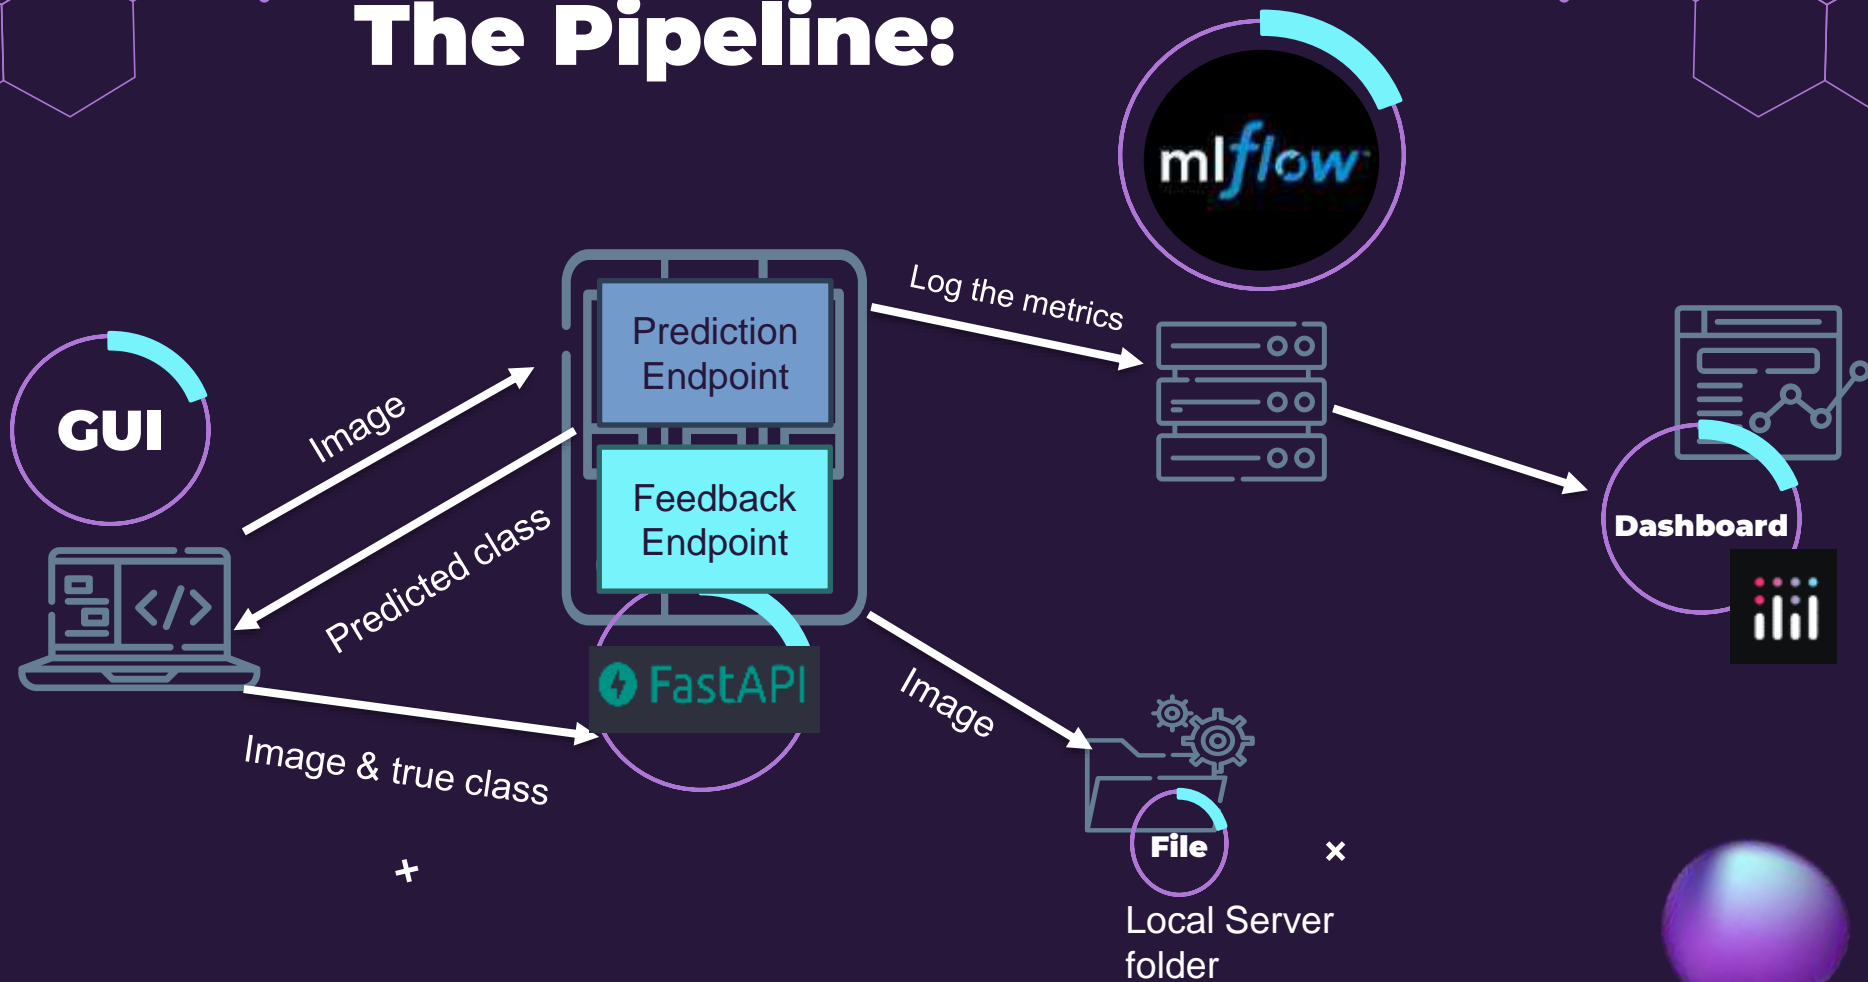 The Pipeline:
mlflow
Log the metrics
Prediction
Endpoint
GUI
Image
Predicted class
Feedback
Endpoint
</>
Dashboard
FastAPI
Image
Image & true class
File
Local Server
folder